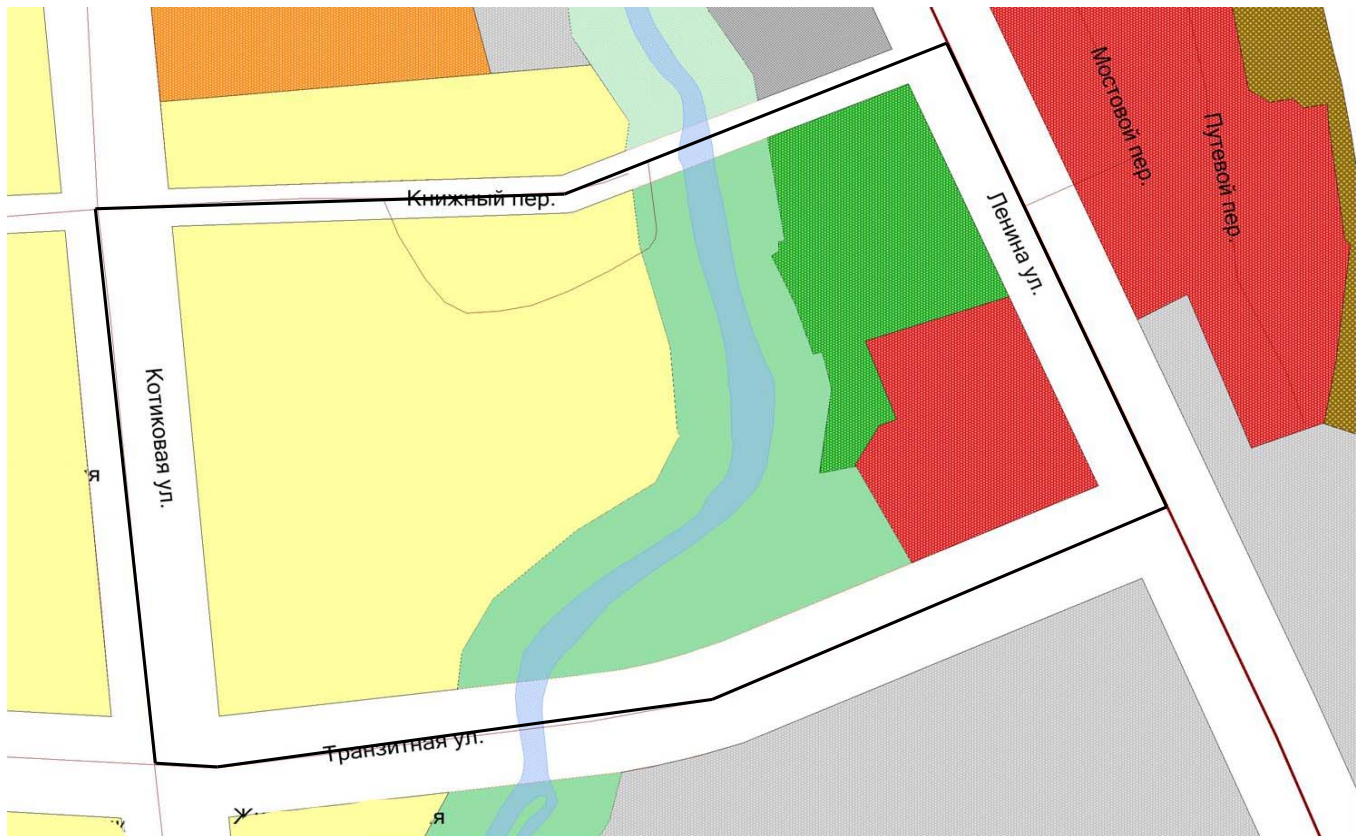 Мостовой пер.
Путевой пер.
Книжный пер.
Ленина ул.
Котиковая ул.
Транзитная ул.